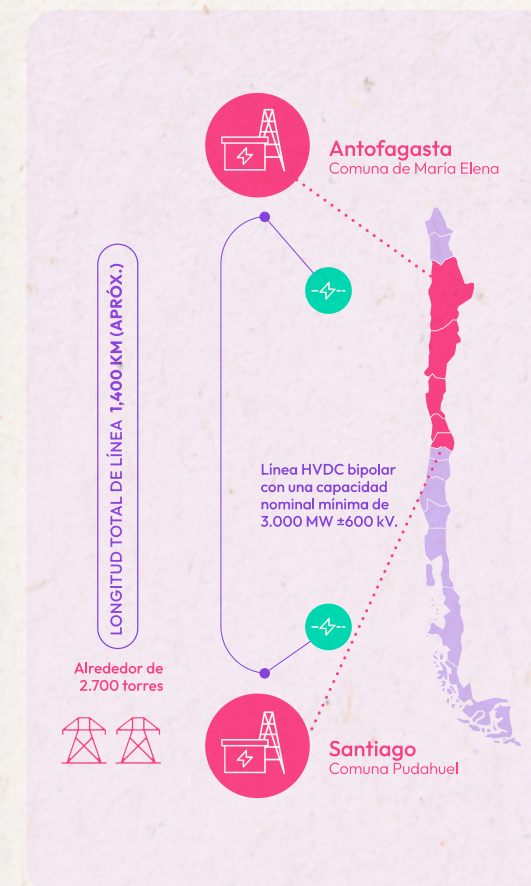 Antofagasta
Comuna de María Elena
LONGITUD TOTAL DE LÍNEA 1,400 KM (APRÓX.)
Línea HVDC bipolar
con una capacidad
nominal mínima de
3.000 MW ±600 kV.
Alrededor de
2.700 torres
Santiago
Comuna Pudahuel